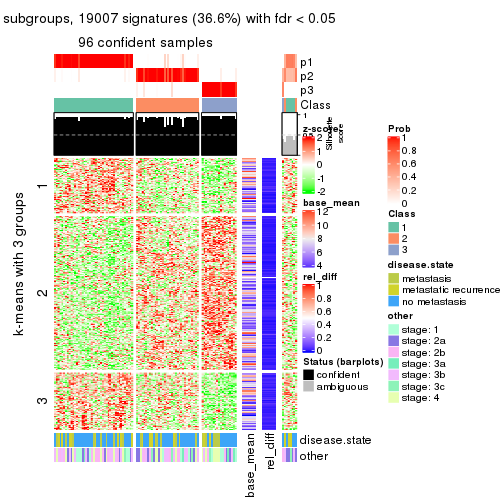 subgroups, 19007 signatures (36.6%) with fdr < 0.05
96 confident samples
p1
p2
p3
Class
1
0.5
0
Silhouette
score
z-score
2
1
0
-1
-2
base_mean
12
10
8
6
4
rel_diff
1
0.8
0.6
0.4
0.2
0
Status (barplots)
confident
ambiguous
Prob
1
0.8
0.6
0.4
0.2
0
Class
1
2
3
disease.state
metastasis
metastatic recurrence
no metastasis
other
stage: 1
stage: 2a
stage: 2b
stage: 3a
stage: 3b
stage: 3c
stage: 4
k-means with 3 groups
1
2
3
disease.state
other
base_mean
rel_diff